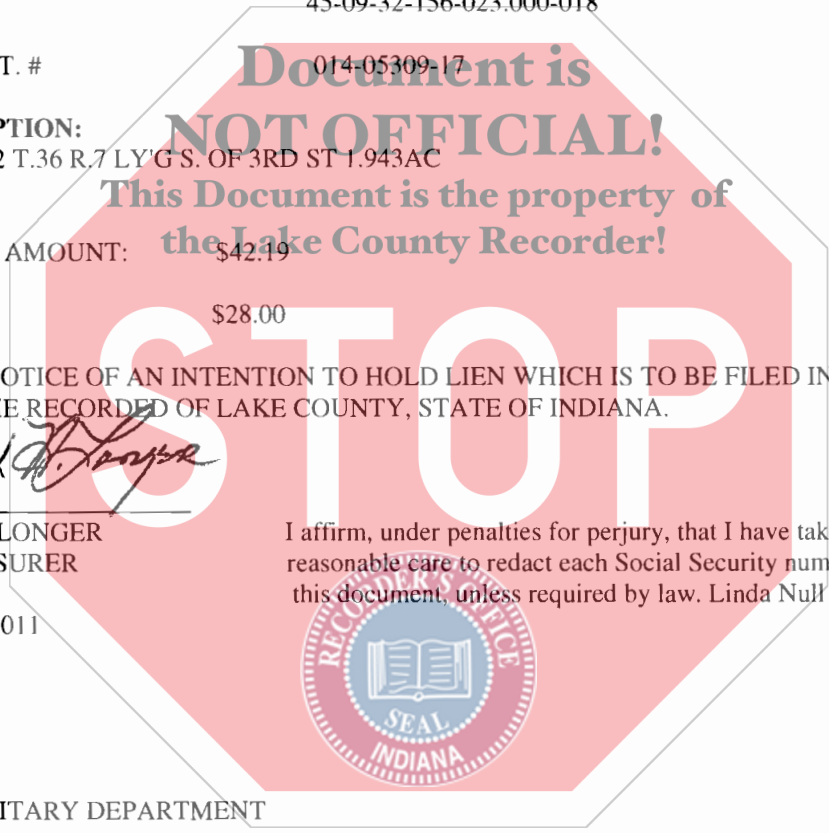 45-09-32-156-023.000-018
T. #
014-05309-17
Document is
NOT OFFICIAL!
PTION:
2 T.36 R.7 LY'G S. OF 3RD ST 1.943AC
This Document is the property of
the Lake County Recorder!
AMOUNT: $42.19
$28.00
STOP
OTICE OF AN INTENTION TO HOLD LIEN WHICH IS TO BE FILED IN
E RECORDED OF LAKE COUNTY, STATE OF INDIANA.
LONGER
SURER
I affirm, under penalties for perjury, that I have tak
reasonable care to redact each Social Security num
this document, unless required by law. Linda Null
011
RECORDER'S OFFICE
SEAL
INDIANA
ITARY DEPARTMENT